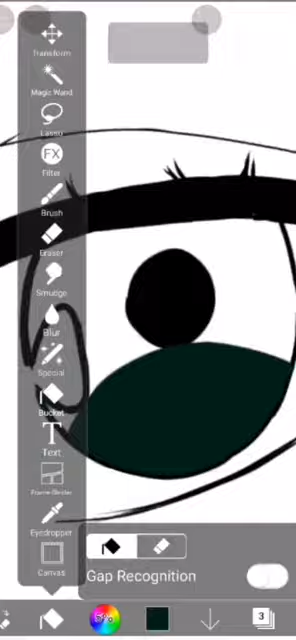 Transform
Magic Wand
Lasso
FX
Filter
Brush
Eraser
Smudge
Blur
Special
Bucket
T
Text
Frame Divider
Eyedropper
Canvas
Gap Recognition
3